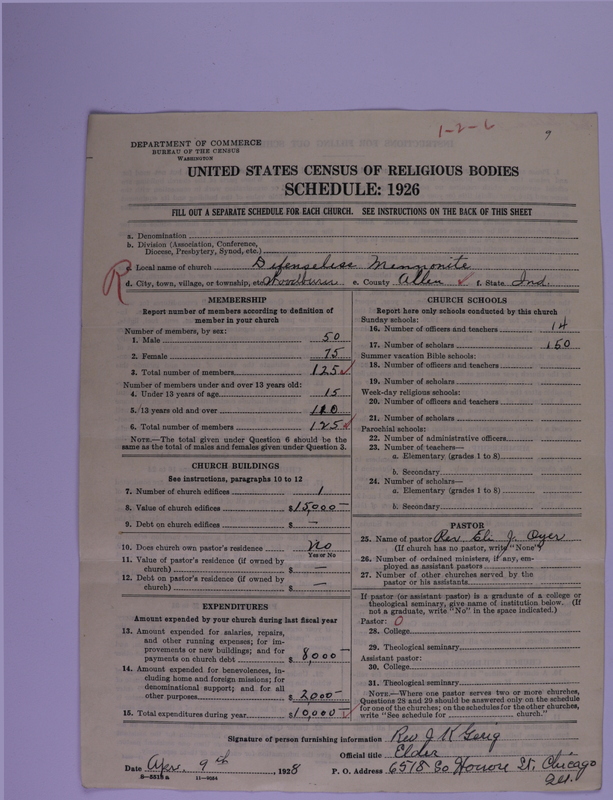 1-2-6
9
DEPARTMENT OF COMMERCE
BUREAU OF THE CENSUS
WASHINGTON
UNITED STATES CENSUS OF RELIGIOUS BODIES
SCHEDULE: 1926
FILL OUT A SEPARATE SCHEDULE FOR EACH CHURCH. SEE INSTRUCTIONS ON THE BACK OF THIS SHEET
a. Denomination
b. Division (Association, Conference,
Diocese, Presbytery, Synod, etc.)
R
c. Local name of church Defenseless Mennonite
d. City, town, village, or township, etc. Woodburn e. County Allen f. State Ind.
MEMBERSHIP
Report number of members according to definition of
member in your church
Number of members, by sex:
1. Male 50
2. Female 75
3. Total number of members 125
Number of members under and over 13 years old:
4. Under 13 years of age 15
5. 13 years old and over 110
6. Total number of members 125
NOTE.—The total given under Question 6 should be the
same as the total of males and females given under Question 3.
CHURCH BUILDINGS
See instructions, paragraphs 10 to 12
7. Number of church edifices 1
8. Value of church edifices $15,000—
9. Debt on church edifices $ —
10. Does church own pastor's residence No
Yes or No
11. Value of pastor's residence (if owned by
church) $ —
12. Debt on pastor's residence (if owned by
church) $ —
EXPENDITURES
Amount expended by your church during last fiscal year
13. Amount expended for salaries, repairs,
and other running expenses; for im-
provements or new buildings; and for
payments on church debt $ 8000—
14. Amount expended for benevolences, in-
cluding home and foreign missions; for
denominational support; and for all
other purposes $ 2000—
15. Total expenditures during year $10,000—
CHURCH SCHOOLS
Report here only schools conducted by this church
Sunday schools:
16. Number of officers and teachers 14
17. Number of scholars 150
Summer vacation Bible schools:
18. Number of officers and teachers
19. Number of scholars
Week-day religious schools:
20. Number of officers and teachers
21. Number of scholars
Parochial schools:
22. Number of administrative officers
23. Number of teachers—
a. Elementary (grades 1 to 8)
b. Secondary
24. Number of scholars—
a. Elementary (grades 1 to 8)
b. Secondary
PASTOR
25. Name of pastor Rev. Eli J. Oyer
(If church has no pastor, write "None")
26. Number of ordained ministers, if any, em-
ployed as assistant pastors
27. Number of other churches served by the
pastor or his assistants
If pastor (or assistant pastor) is a graduate of a college or
theological seminary, give name of institution below. (If
not a graduate, write "No" in the space indicated.)
Pastor: 0
28. College
29. Theological seminary
Assistant pastor:
30. College
31. Theological seminary
NOTE.—Where one pastor serves two or more churches,
Questions 28 and 29 should be answered only on the schedule
for one of the churches; on the schedules for the other churches,
write "See schedule for church."
Signature of person furnishing information Rev J K Gerig
Official title Elder
Date Apr. 9th, 1928 P. O. Address 6518 So Honore St, Chicago
Ill.
8-5518a 11-9224